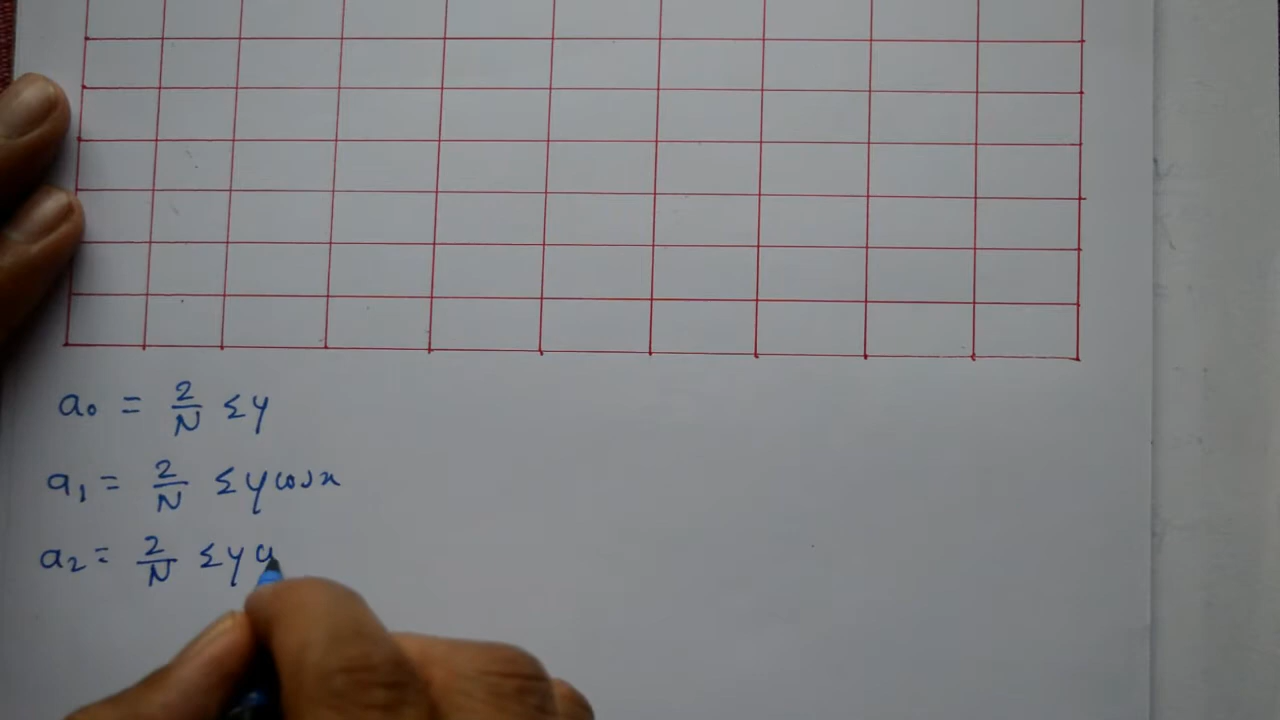 a₀ = 2/N Σy
a₁ = 2/N Σy cos x
a₂ = 2/N Σy